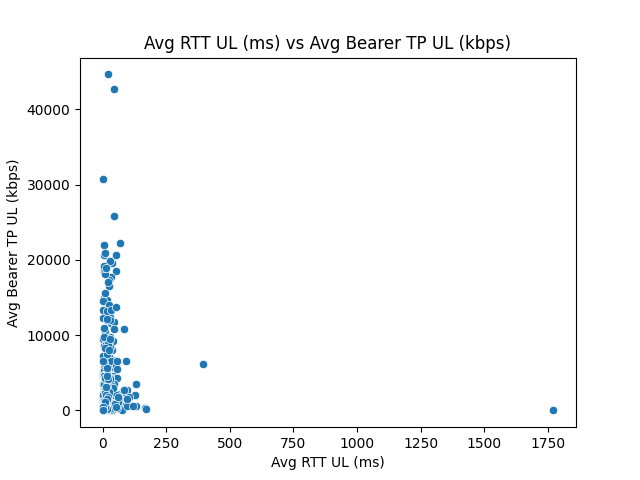 Avg RTT UL (ms) vs Avg Bearer TP UL (kbps)
40000
30000
20000
10000
0
Avg Bearer TP UL (kbps)
0 250 500 750 1000 1250 1500 1750
Avg RTT UL (ms)